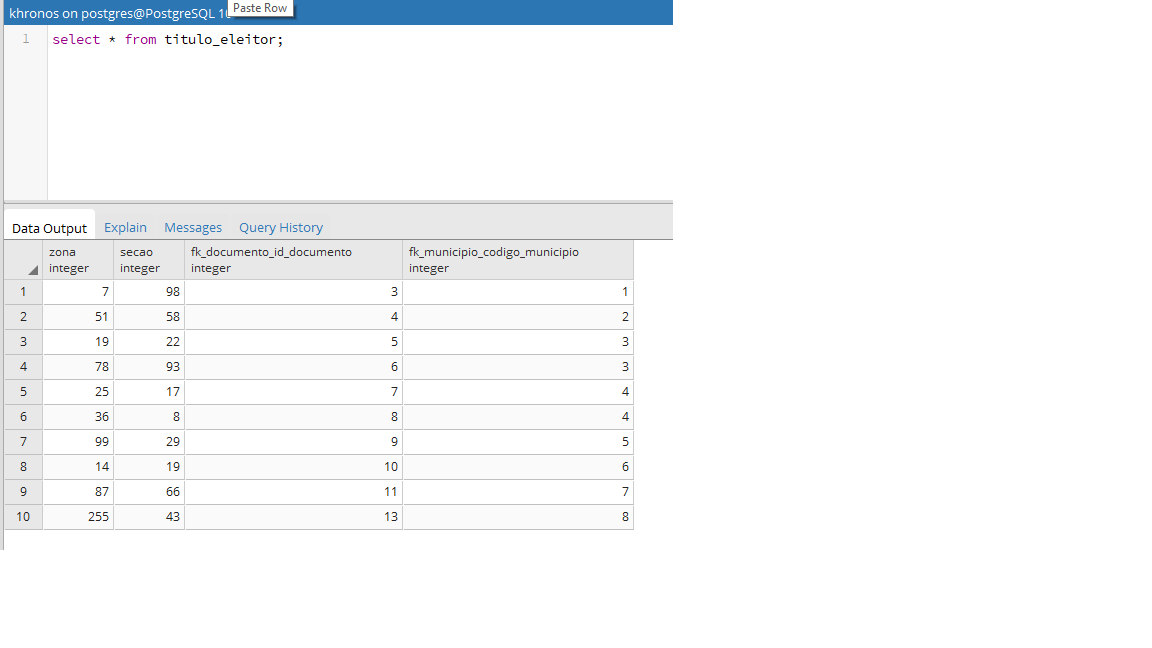 Paste Row
khronos on postgres@PostgreSQL 10
1 select * from titulo_eleitor;
Data Output Explain Messages Query History
zona secao fk_documento_id_documento fk_municipio_codigo_municipio
integer integer integer integer
1 7 98 3 1
2 51 58 4 2
3 19 22 5 3
4 78 93 6 3
5 25 17 7 4
6 36 8 8 4
7 99 29 9 5
8 14 19 10 6
9 87 66 11 7
10 255 43 13 8